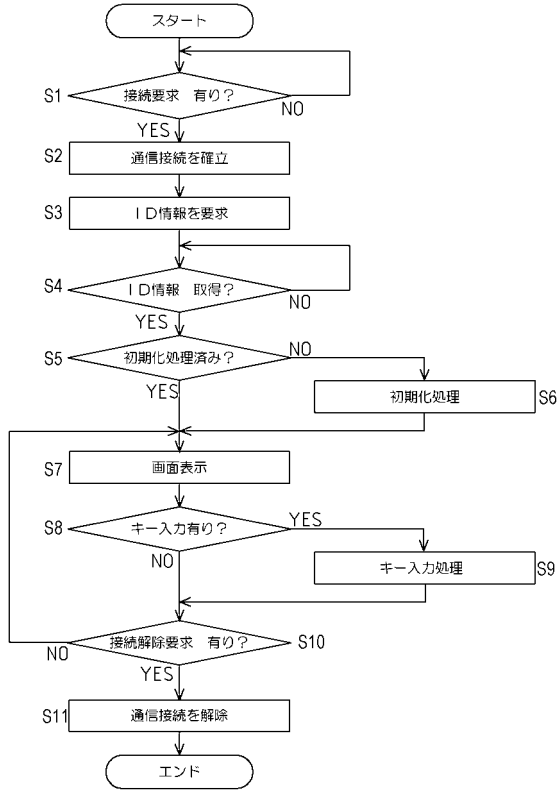 スタート
S1
接続要求　有り？
NO
YES
S2
通信接続を確立
S3
ＩＤ情報を要求
S4
ＩＤ情報　取得？
NO
YES
S5
初期化処理済み？
NO
YES
初期化処理
S6
S7
画面表示
S8
キー入力有り？
YES
NO
キー入力処理
S9
接続解除要求　有り？
S10
NO
YES
S11
通信接続を解除
エンド